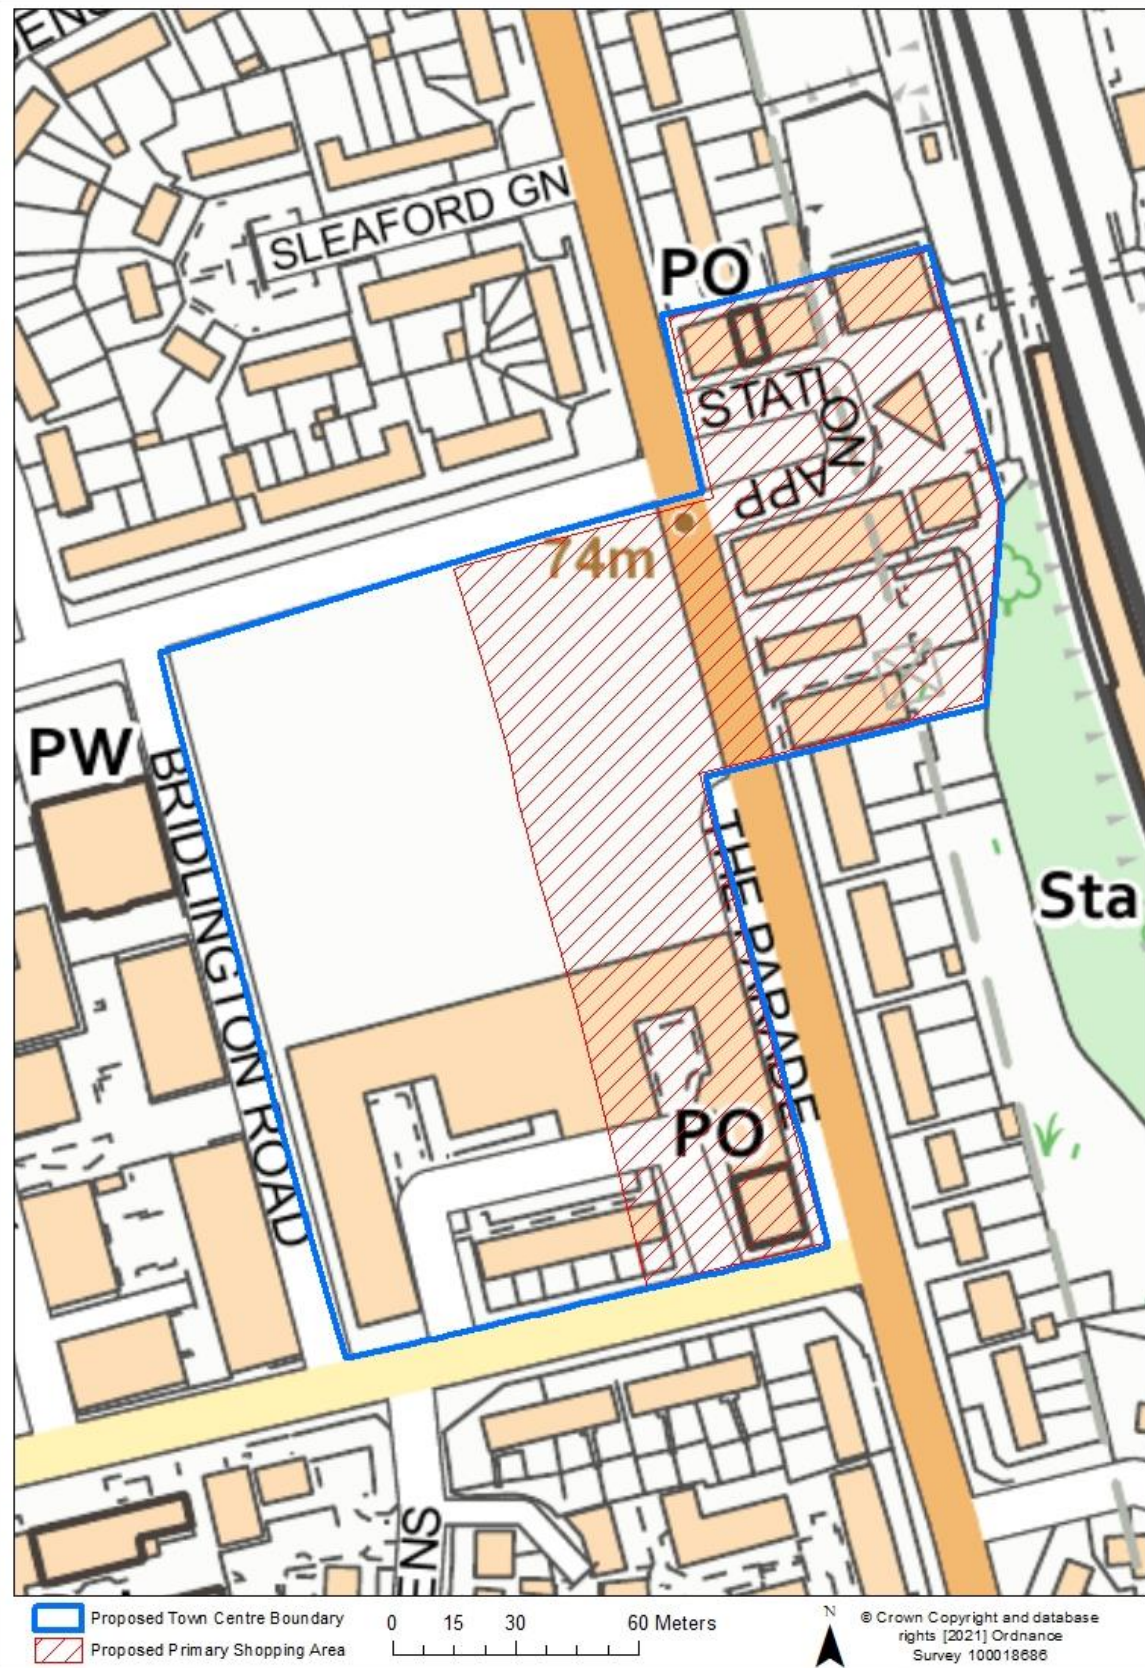 SLEAFORD GN
PO
STATION APP
74m
PW
BRIDLINGTON ROAD
THE PARADE
Sta
PO
ENS
Proposed Town Centre Boundary
Proposed Primary Shopping Area
0 15 30 60 Meters
N
© Crown Copyright and database
rights [2021] Ordnance
Survey 100018686